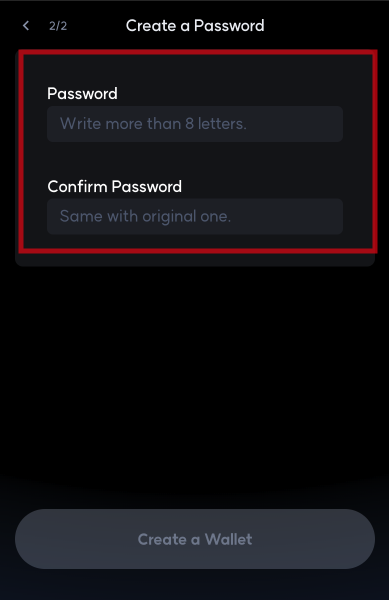 2/2 Create a Password
Password
Write more than 8 letters.
Confirm Password
Same with original one.
Create a Wallet